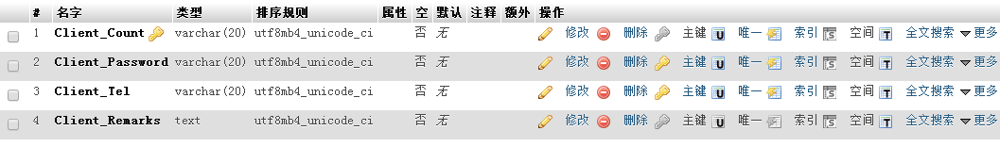 # 名字 类型 排序规则 属性 空 默认 注释 额外 操作
1 Client_Count varchar(20) utf8mb4_unicode_ci 否 无 修改 删除 主键 U 唯一 索引 S 空间 T 全文搜索 更多
2 Client_Password varchar(20) utf8mb4_unicode_ci 否 无 修改 删除 主键 U 唯一 索引 S 空间 T 全文搜索 更多
3 Client_Tel varchar(20) utf8mb4_unicode_ci 否 无 修改 删除 主键 U 唯一 索引 S 空间 T 全文搜索 更多
4 Client_Remarks text utf8mb4_unicode_ci 否 无 修改 删除 主键 U 唯一 索引 S 空间 T 全文搜索 更多